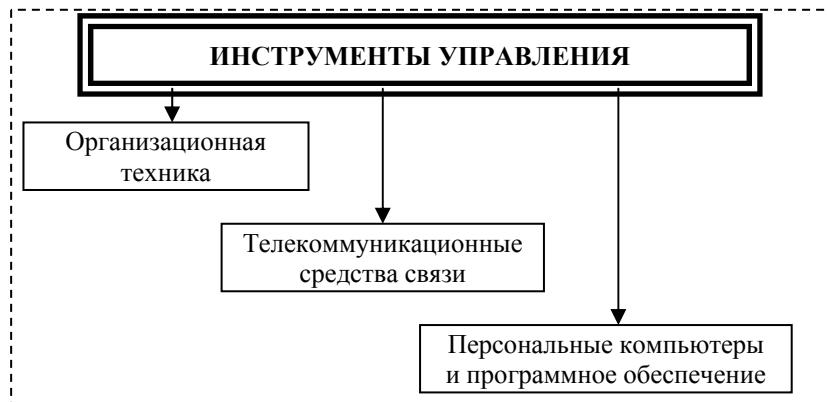 ИНСТРУМЕНТЫ УПРАВЛЕНИЯ
Организационная
техника
Телекоммуникационные
средства связи
Персональные компьютеры
и программное обеспечение